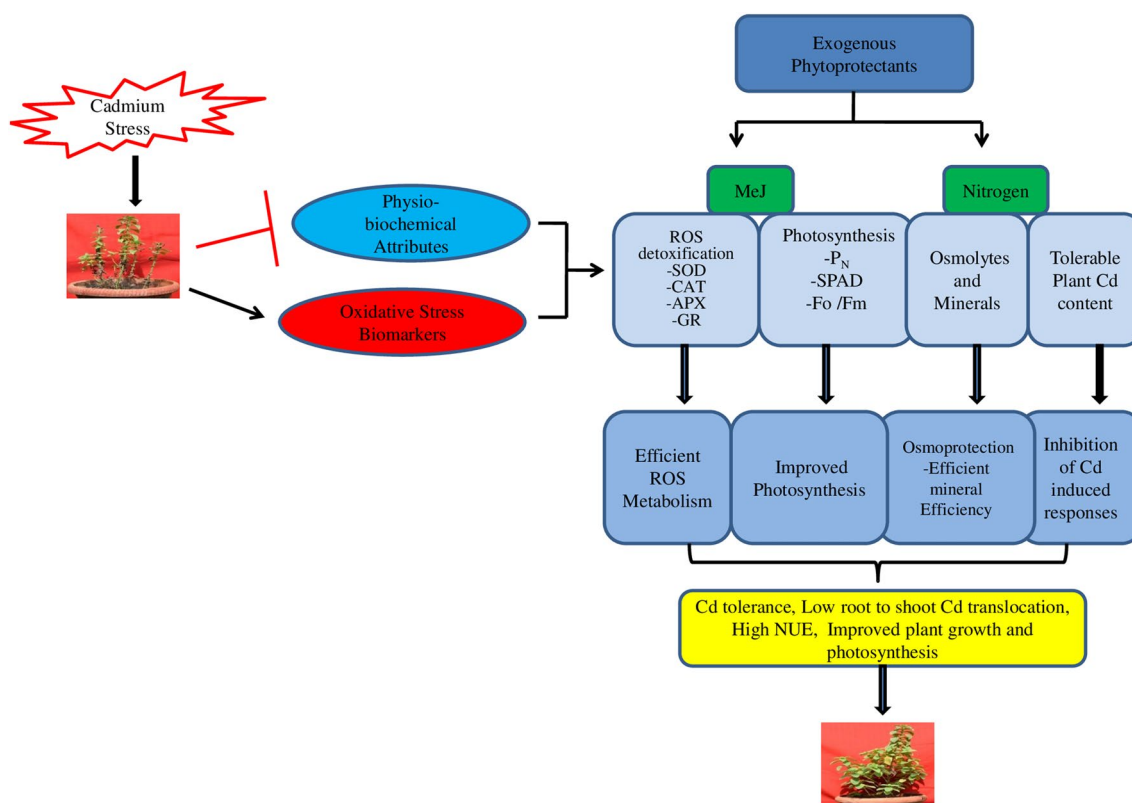 Exogenous
Phytoprotectants
Cadmium
Stress
MeJ
Nitrogen
Physio-
biochemical
Attributes
Oxidative Stress
Biomarkers
ROS
detoxification
-SOD
-CAT
-APX
-GR
Photosynthesis
-PN
-SPAD
-Fo /Fm
Osmolytes
and
Minerals
Tolerable
Plant Cd
content
Efficient
ROS
Metabolism
Improved
Photosynthesis
Osmoprotection
-Efficient
mineral
Efficiency
Inhibition
of Cd
induced
responses
Cd tolerance, Low root to shoot Cd translocation,
High NUE, Improved plant growth and
photosynthesis